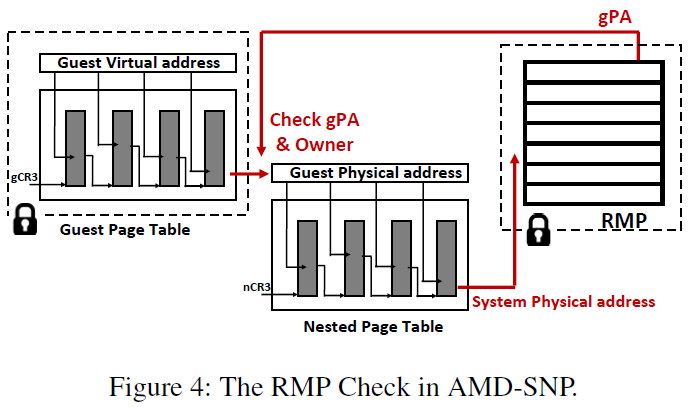 gPA
Guest Virtual address
Check gPA
& Owner
gCR3
Guest Physical address
RMP
Guest Page Table
nCR3
System Physical address
Nested Page Table
Figure 4: The RMP Check in AMD-SNP.